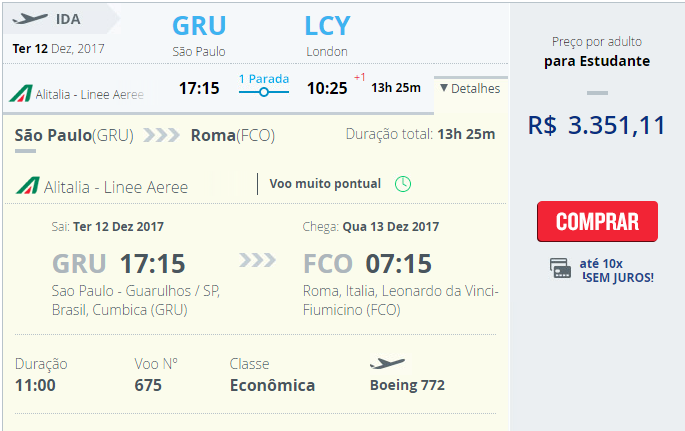 IDA
GRU LCY
Ter 12 Dez, 2017 São Paulo London
Alitalia - Linee Aeree 17:15 1 Parada 10:25 +1 13h 25m
▼ Detalhes
São Paulo(GRU) Roma(FCO) Duração total: 13h 25m
Alitalia - Linee Aeree Voo muito pontual
Sai: Ter 12 Dez 2017 Chega: Qua 13 Dez 2017
GRU 17:15 FCO 07:15
Sao Paulo - Guarulhos / SP, Roma, Italia, Leonardo da Vinci-
Brasil, Cumbica (GRU) Fiumicino (FCO)
Duração Voo Nº Classe
11:00 675 Econômica Boeing 772
Preço por adulto
para Estudante
R$ 3.351,11
COMPRAR
até 10x
SEM JUROS!